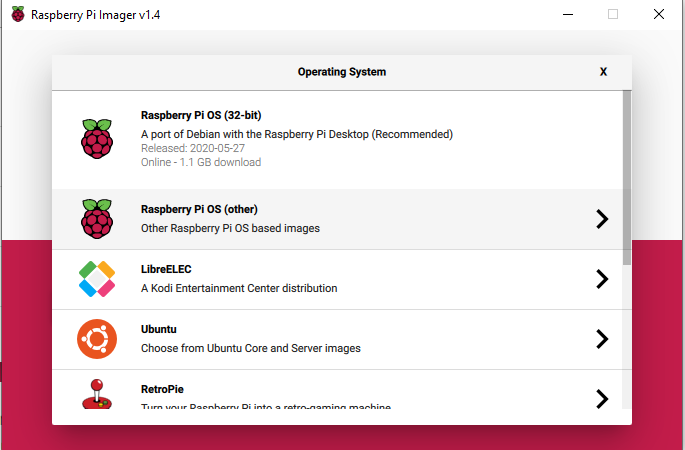 Raspberry Pi Imager v1.4
Operating System
X
Raspberry Pi OS (32-bit)
A port of Debian with the Raspberry Pi Desktop (Recommended)
Released: 2020-05-27
Online - 1.1 GB download
Raspberry Pi OS (other)
Other Raspberry Pi OS based images
LibreELEC
A Kodi Entertainment Center distribution
Ubuntu
Choose from Ubuntu Core and Server images
RetroPie
Turn your Raspberry Pi into a retro-gaming machine